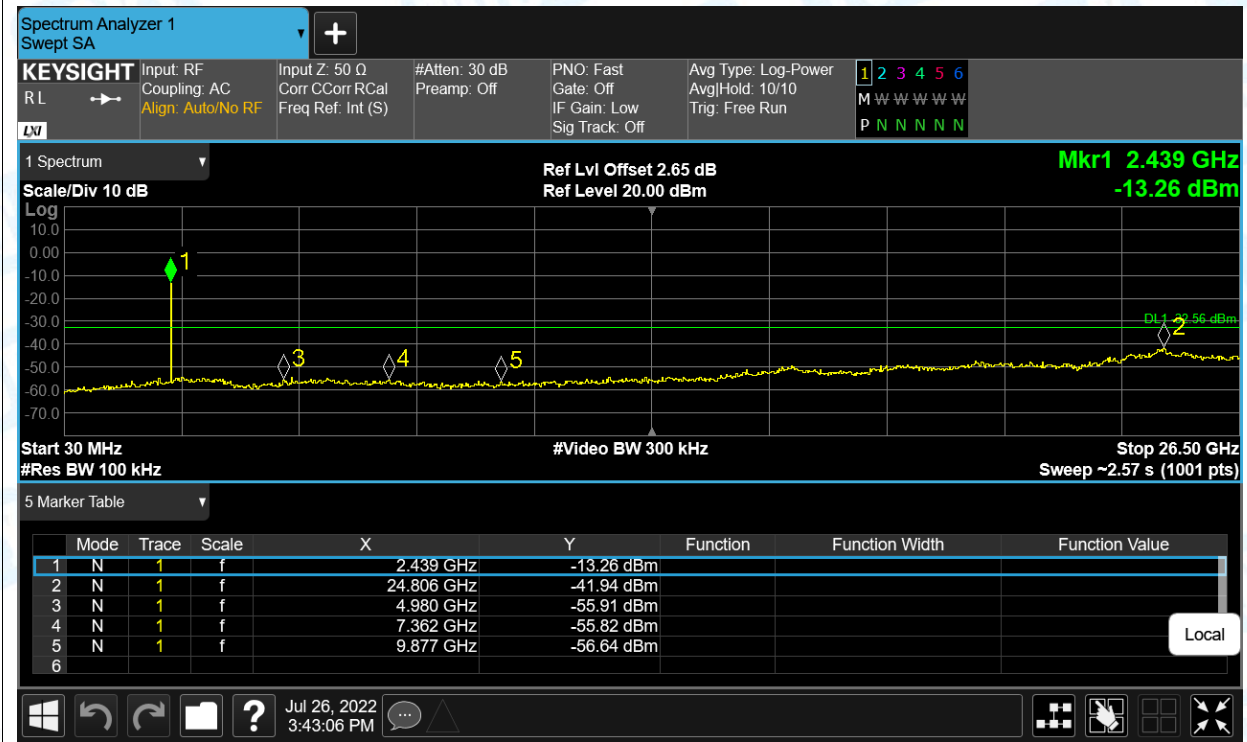 Spectrum Analyzer 1
Swept SA
KEYSIGHT
R L
LXI
Input: RF
Coupling: AC
Align: Auto/No RF
Input Z: 50 Ω
Corr CCorr RCal
Freq Ref: Int (S)
#Atten: 30 dB
Preamp: Off
PNO: Fast
Gate: Off
IF Gain: Low
Sig Track: Off
Avg Type: Log-Power
Avg|Hold: 10/10
Trig: Free Run
1 2 3 4 5 6
M W W W W W
P N N N N N
1 Spectrum
Scale/Div 10 dB
Ref Lvl Offset 2.65 dB
Ref Level 20.00 dBm
Mkr1 2.439 GHz
-13.26 dBm
Log
10.0
0.00
-10.0
-20.0
-30.0
-40.0
-50.0
-60.0
-70.0
1
3
4
5
DL1 -32.56 dBm
2
Start 30 MHz
#Video BW 300 kHz
Stop 26.50 GHz
#Res BW 100 kHz
Sweep ~2.57 s (1001 pts)
5 Marker Table
Mode Trace Scale X Y Function Function Width Function Value
1 N 1 f 2.439 GHz -13.26 dBm
2 N 1 f 24.806 GHz -41.94 dBm
3 N 1 f 4.980 GHz -55.91 dBm
4 N 1 f 7.362 GHz -55.82 dBm
5 N 1 f 9.877 GHz -56.64 dBm
6
Local
?
Jul 26, 2022
3:43:06 PM